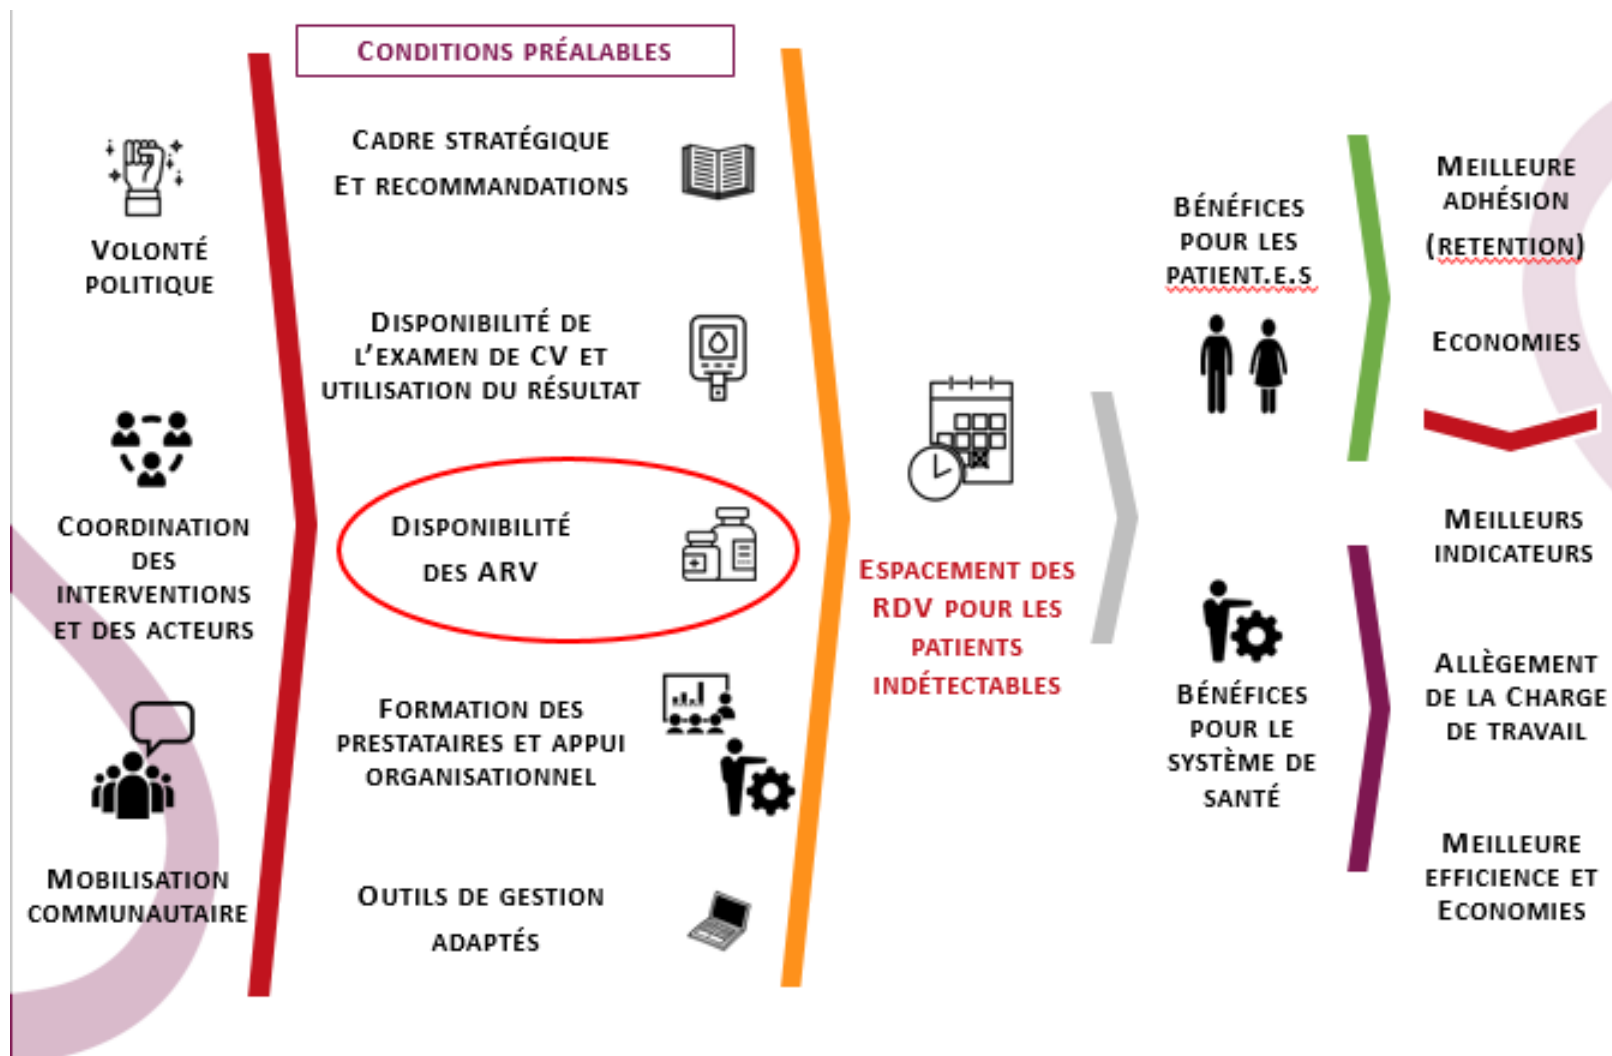 CONDITIONS PRÉALABLES
VOLONTÉ
POLITIQUE
COORDINATION
DES
INTERVENTIONS
ET DES ACTEURS
MOBILISATION
COMMUNAUTAIRE
CADRE STRATÉGIQUE
ET RECOMMANDATIONS
DISPONIBILITÉ DE
L'EXAMEN DE CV ET
UTILISATION DU RÉSULTAT
DISPONIBILITÉ
DES ARV
FORMATION DES
PRESTATAIRES ET APPUI
ORGANISATIONNEL
OUTILS DE GESTION
ADAPTÉS
ESPACEMENT DES
RDV POUR LES
PATIENTS
INDÉTECTABLES
BÉNÉFICES
POUR LES
PATIENT.E.S
BÉNÉFICES
POUR LE
SYSTÈME DE
SANTÉ
MEILLEURE
ADHÉSION
(RETENTION)
ECONOMIES
MEILLEURS
INDICATEURS
ALLÈGEMENT
DE LA CHARGE
DE TRAVAIL
MEILLEURE
EFFICIENCE ET
ECONOMIES